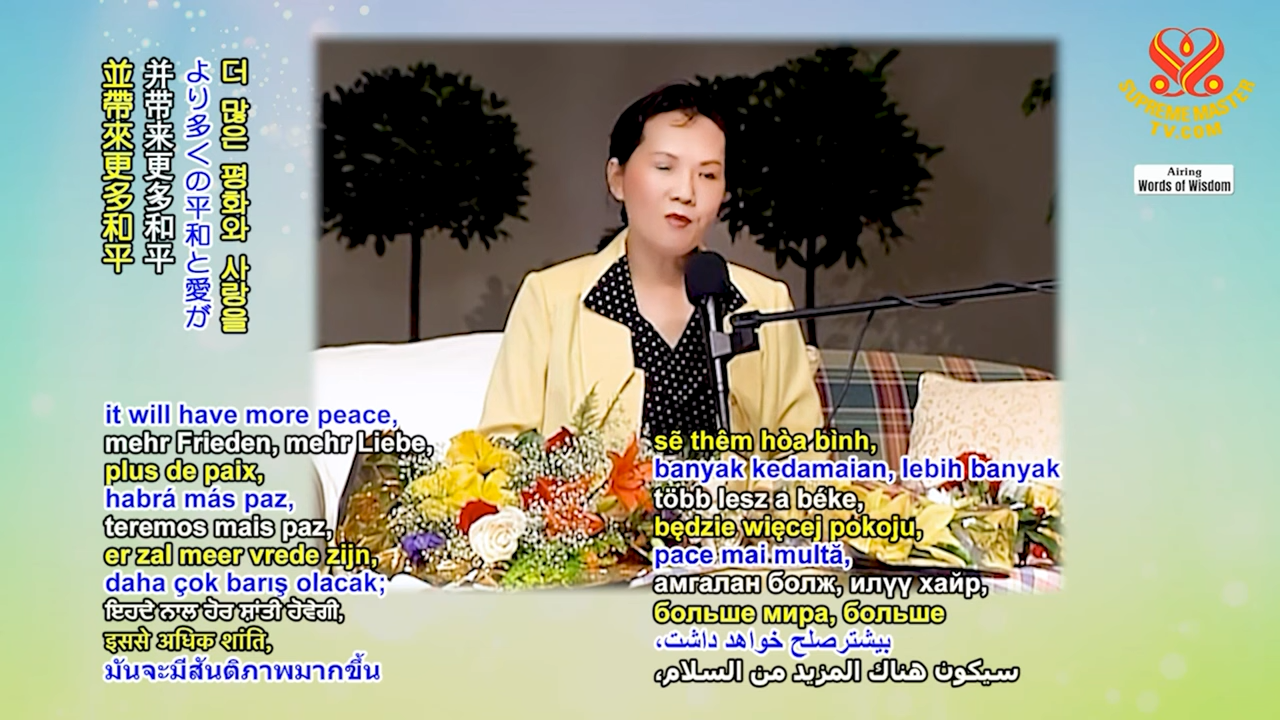 더 많은 평화와 사랑을
より多くの平和と愛が
并带来更多和平
並帶來更多和平
SUPREME MASTER
TV.COM
Airing
Words of Wisdom
it will have more peace,
mehr Frieden, mehr Liebe,
plus de paix,
habrá más paz,
teremos mais paz,
er zal meer vrede zijn,
daha çok barış olacak;
ਇਹਦੇ ਨਾਲ ਹੋਰ ਸ਼ਾਂਤੀ ਹੋਵੇਗੀ,
इससे अधिक शांति,
มันจะมีสันติภาพมากขึ้น
sẽ thêm hòa bình,
banyak kedamaian, lebih banyak
több lesz a béke,
będzie więcej pokoju,
pace mai multă,
амгалан болж, илүү хайр,
больше мира, больше
بیشترصلح خواهد داشت،
سيكون هناك المزيد من السلام،